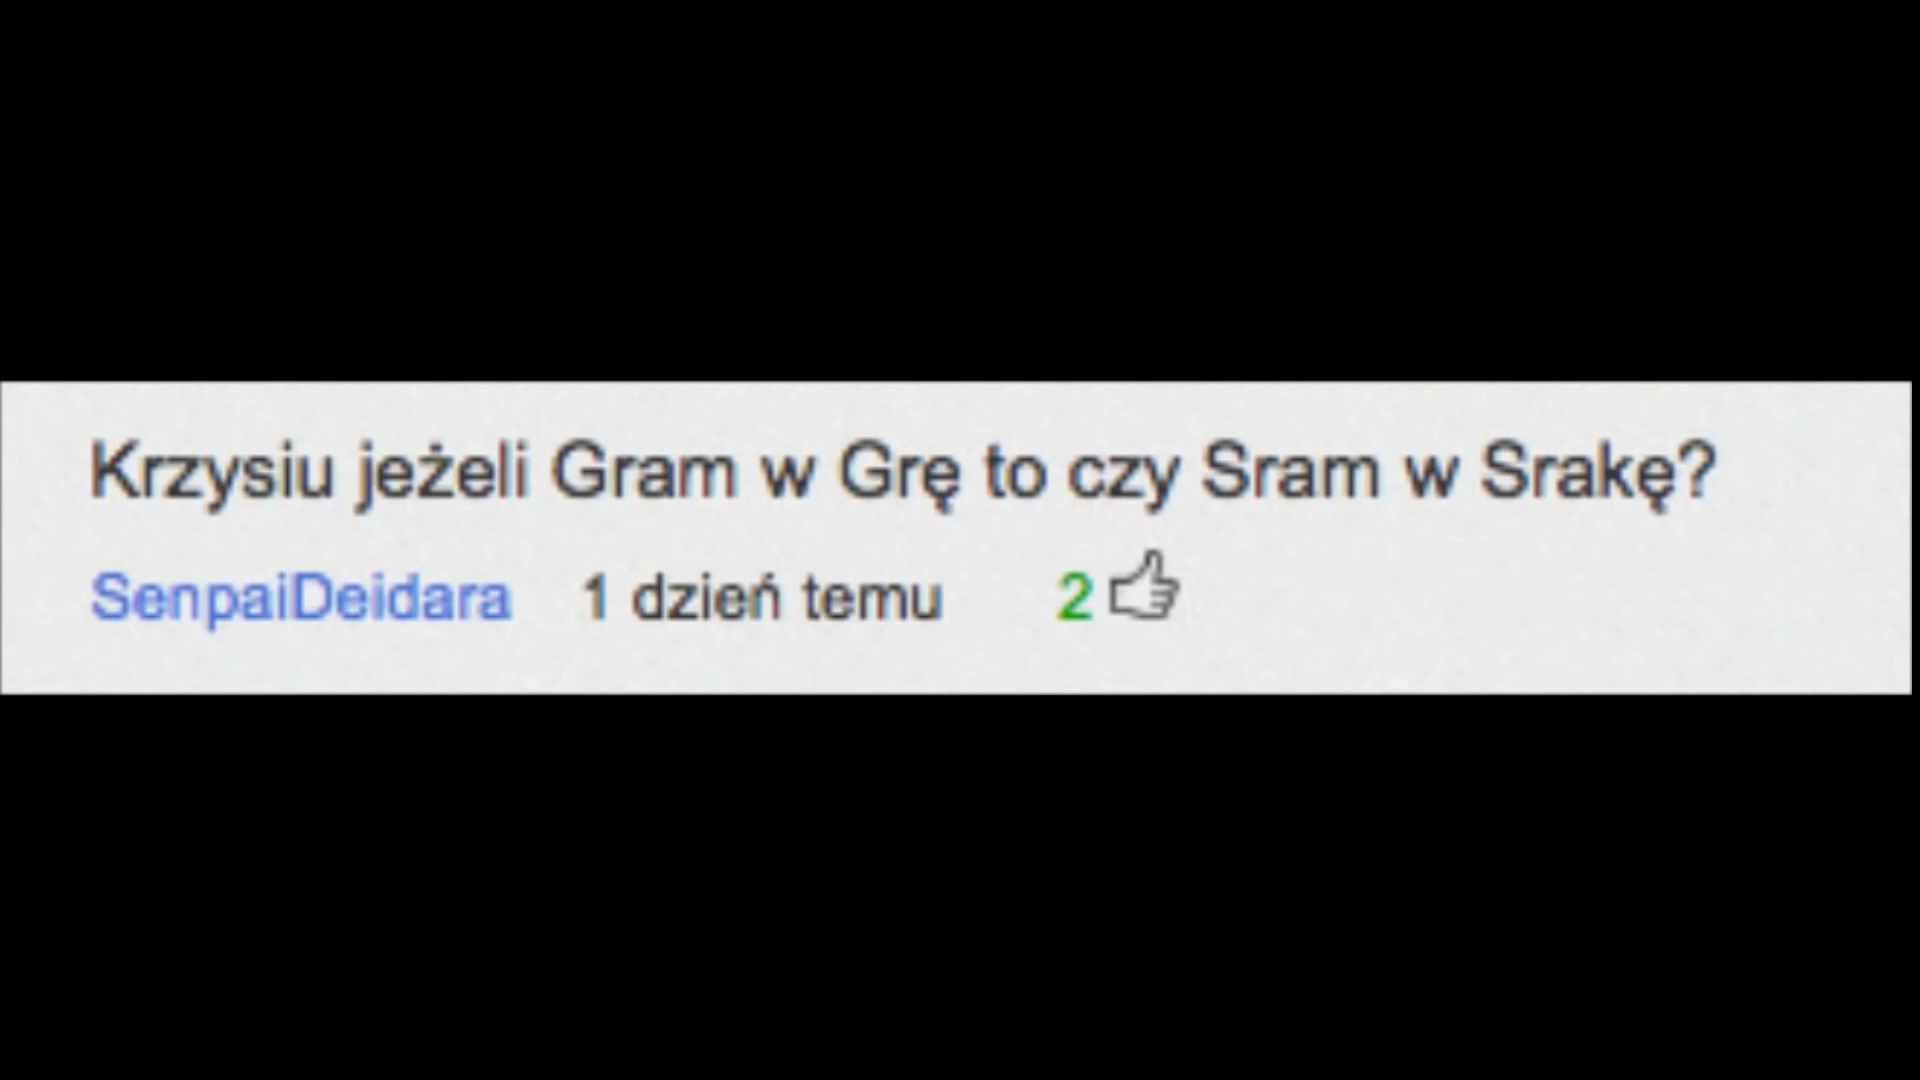 Krzysiu jeżeli Gram w Grę to czy Sram w Srakę?
SenpaiDeidara 1 dzień temu 2